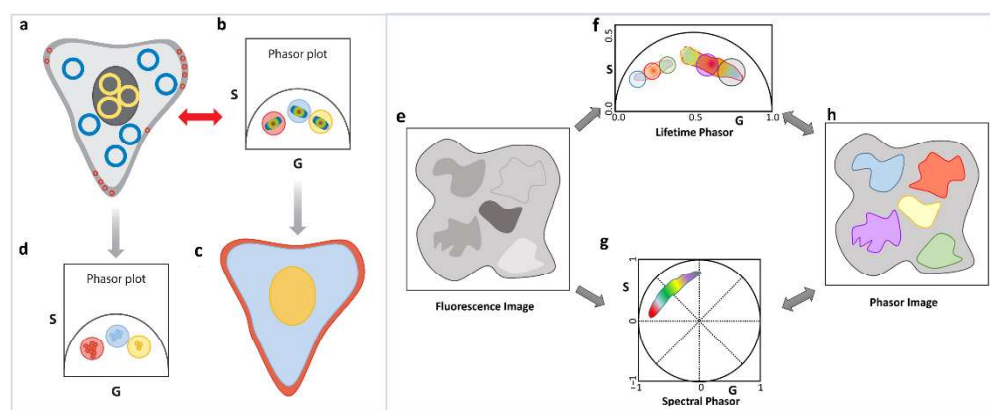 a
b
Phasor plot
S
G
d
Phasor plot
S
G
c
e
Fluorescence Image
f
0.5
S
0.0
0.0
0.5
1.0
G
Lifetime Phasor
g
1
S
0
-1
-1
0
G
1
Spectral Phasor
h
Phasor Image